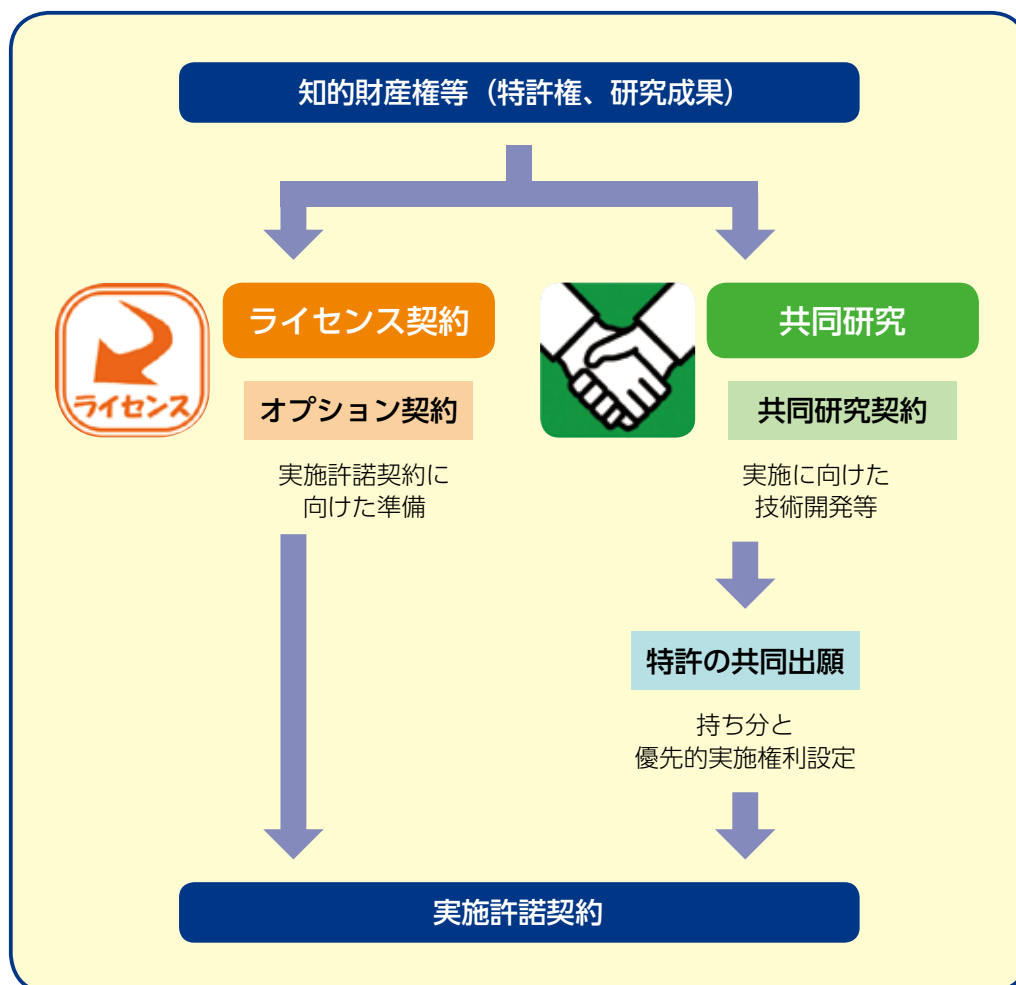 知的財産権等（特許権、研究成果）
ライセンス
ライセンス契約
オプション契約
実施許諾契約に
向けた準備
共同研究
共同研究契約
実施に向けた
技術開発等
特許の共同出願
持ち分と
優先的実施権利設定
実施許諾契約